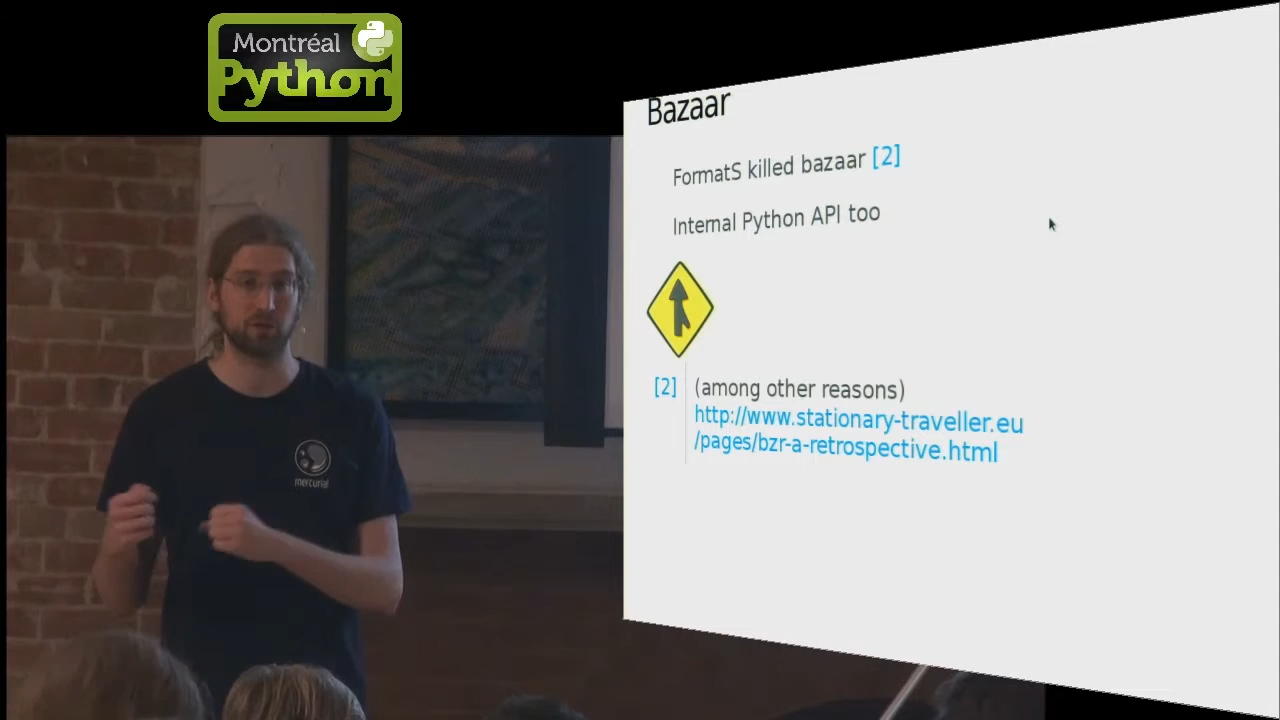 Montréal
Python
Bazaar
FormatS killed bazaar [2]
Internal Python API too
[2] (among other reasons)
http://www.stationary-traveller.eu
/pages/bzr-a-retrospective.html
mercurial